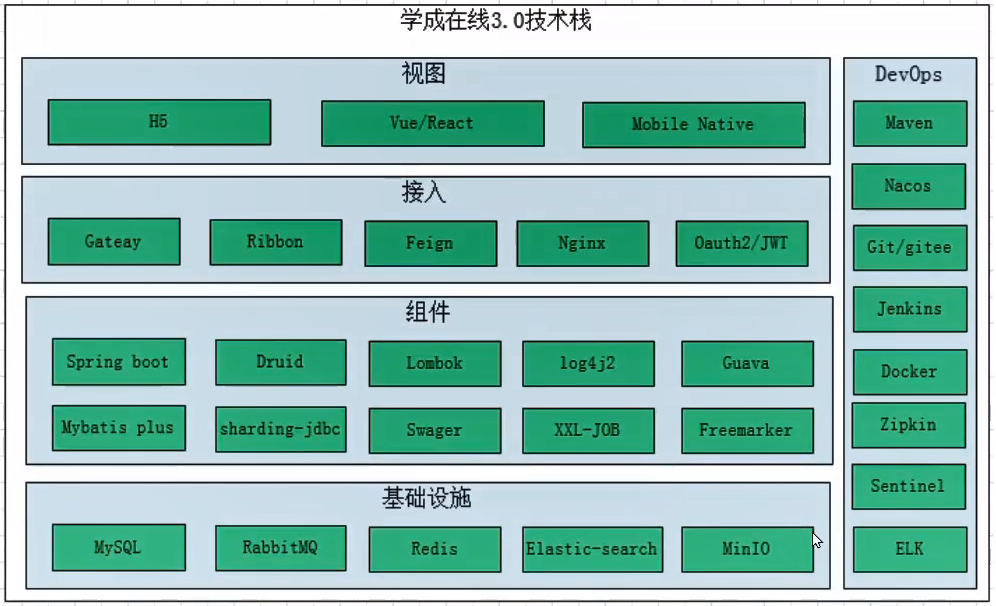 学成在线3.0技术栈
视图
H5
Vue/React
Mobile Native
接入
Gateay
Ribbon
Feign
Nginx
Oauth2/JWT
组件
Spring boot
Druid
Lombok
log4j2
Guava
Mybatis plus
sharding-jdbc
Swager
XXL-JOB
Freemarker
基础设施
MySQL
RabbitMQ
Redis
Elastic-search
MinIO
DevOps
Maven
Nacos
Git/gitee
Jenkins
Docker
Zipkin
Sentinel
ELK